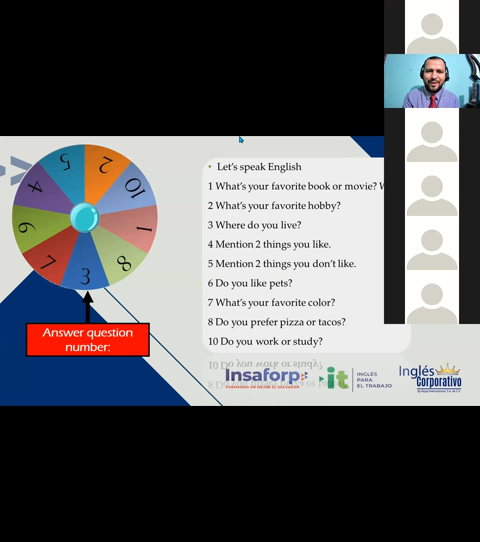 5
2
10
4
1
6
8
7
3
Answer question
number:
• Let's speak English
1 What's your favorite book or movie?
2 What's your favorite hobby?
3 Where do you live?
4 Mention 2 things you like.
5 Mention 2 things you don't like.
6 Do you like pets?
7 What's your favorite color?
8 Do you prefer pizza or tacos?
10 Do you work or study?
Insaforp
it
INGLÉS
PARA
EL TRABAJO
Inglés
Corporativo